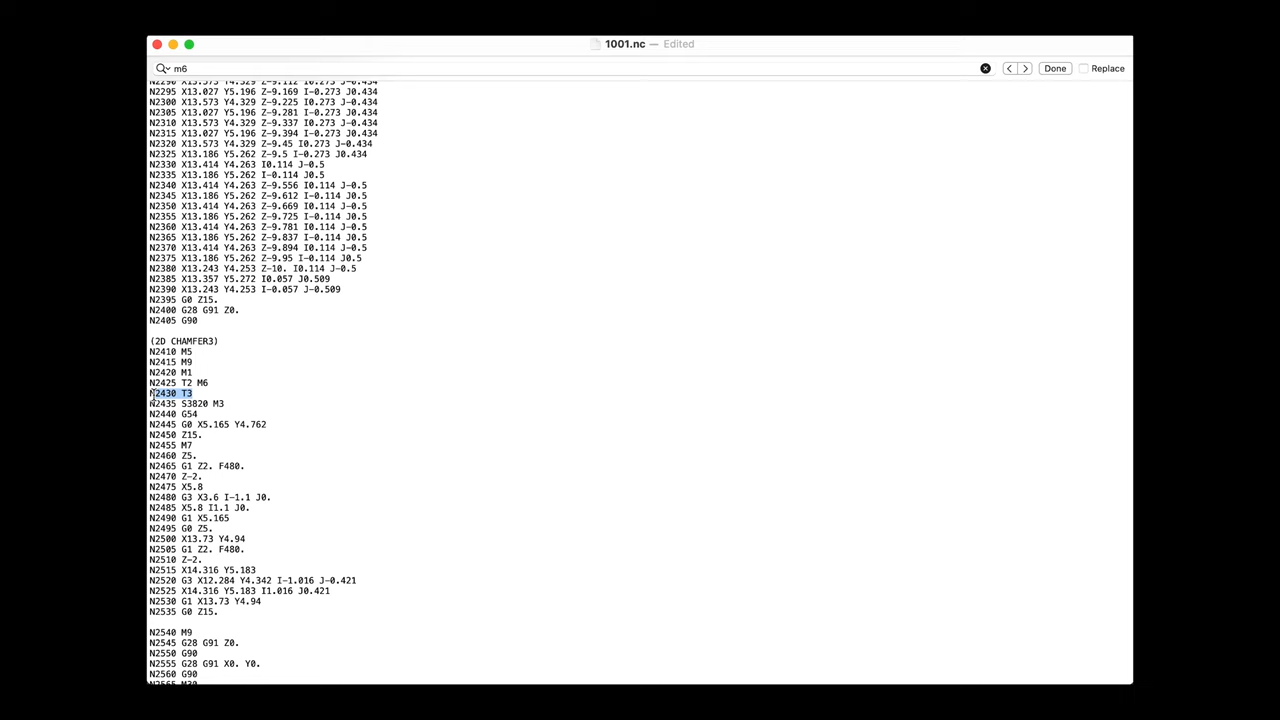 1001.nc — Edited
m6
Done
Replace
N2290 X13.573 Y4.329 Z-9.112 I0.273 J-0.434
N2295 X13.027 Y5.196 Z-9.169 I-0.273 J0.434
N2300 X13.573 Y4.329 Z-9.225 I0.273 J-0.434
N2305 X13.027 Y5.196 Z-9.281 I-0.273 J0.434
N2310 X13.573 Y4.329 Z-9.337 I0.273 J-0.434
N2315 X13.027 Y5.196 Z-9.394 I-0.273 J0.434
N2320 X13.573 Y4.329 Z-9.45 I0.273 J-0.434
N2325 X13.186 Y5.262 Z-9.5 I-0.273 J0.434
N2330 X13.414 Y4.263 I0.114 J-0.5
N2335 X13.186 Y5.262 I-0.114 J0.5
N2340 X13.414 Y4.263 Z-9.556 I0.114 J-0.5
N2345 X13.186 Y5.262 Z-9.612 I-0.114 J0.5
N2350 X13.414 Y4.263 Z-9.669 I0.114 J-0.5
N2355 X13.186 Y5.262 Z-9.725 I-0.114 J0.5
N2360 X13.414 Y4.263 Z-9.781 I0.114 J-0.5
N2365 X13.186 Y5.262 Z-9.837 I-0.114 J0.5
N2370 X13.414 Y4.263 Z-9.894 I0.114 J-0.5
N2375 X13.186 Y5.262 Z-9.95 I-0.114 J0.5
N2380 X13.243 Y4.253 Z-10. I0.114 J-0.5
N2385 X13.357 Y5.272 I0.057 J0.509
N2390 X13.243 Y4.253 I-0.057 J-0.509
N2395 G0 Z15.
N2400 G28 G91 Z0.
N2405 G90
(2D CHAMFER3)
N2410 M5
N2415 M9
N2420 M1
N2425 T2 M6
N2430 T3
N2435 S3820 M3
N2440 G54
N2445 G0 X5.165 Y4.762
N2450 Z15.
N2455 M7
N2460 Z5.
N2465 G1 Z2. F480.
N2470 Z-2.
N2475 X5.8
N2480 G3 X3.6 I-1.1 J0.
N2485 X5.8 I1.1 J0.
N2490 G1 X5.165
N2495 G0 Z5.
N2500 X13.73 Y4.94
N2505 G1 Z2. F480.
N2510 Z-2.
N2515 X14.316 Y5.183
N2520 G3 X12.284 Y4.342 I-1.016 J-0.421
N2525 X14.316 Y5.183 I1.016 J0.421
N2530 G1 X13.73 Y4.94
N2535 G0 Z15.
N2540 M9
N2545 G28 G91 Z0.
N2550 G90
N2555 G28 G91 X0. Y0.
N2560 G90
N2565 M30